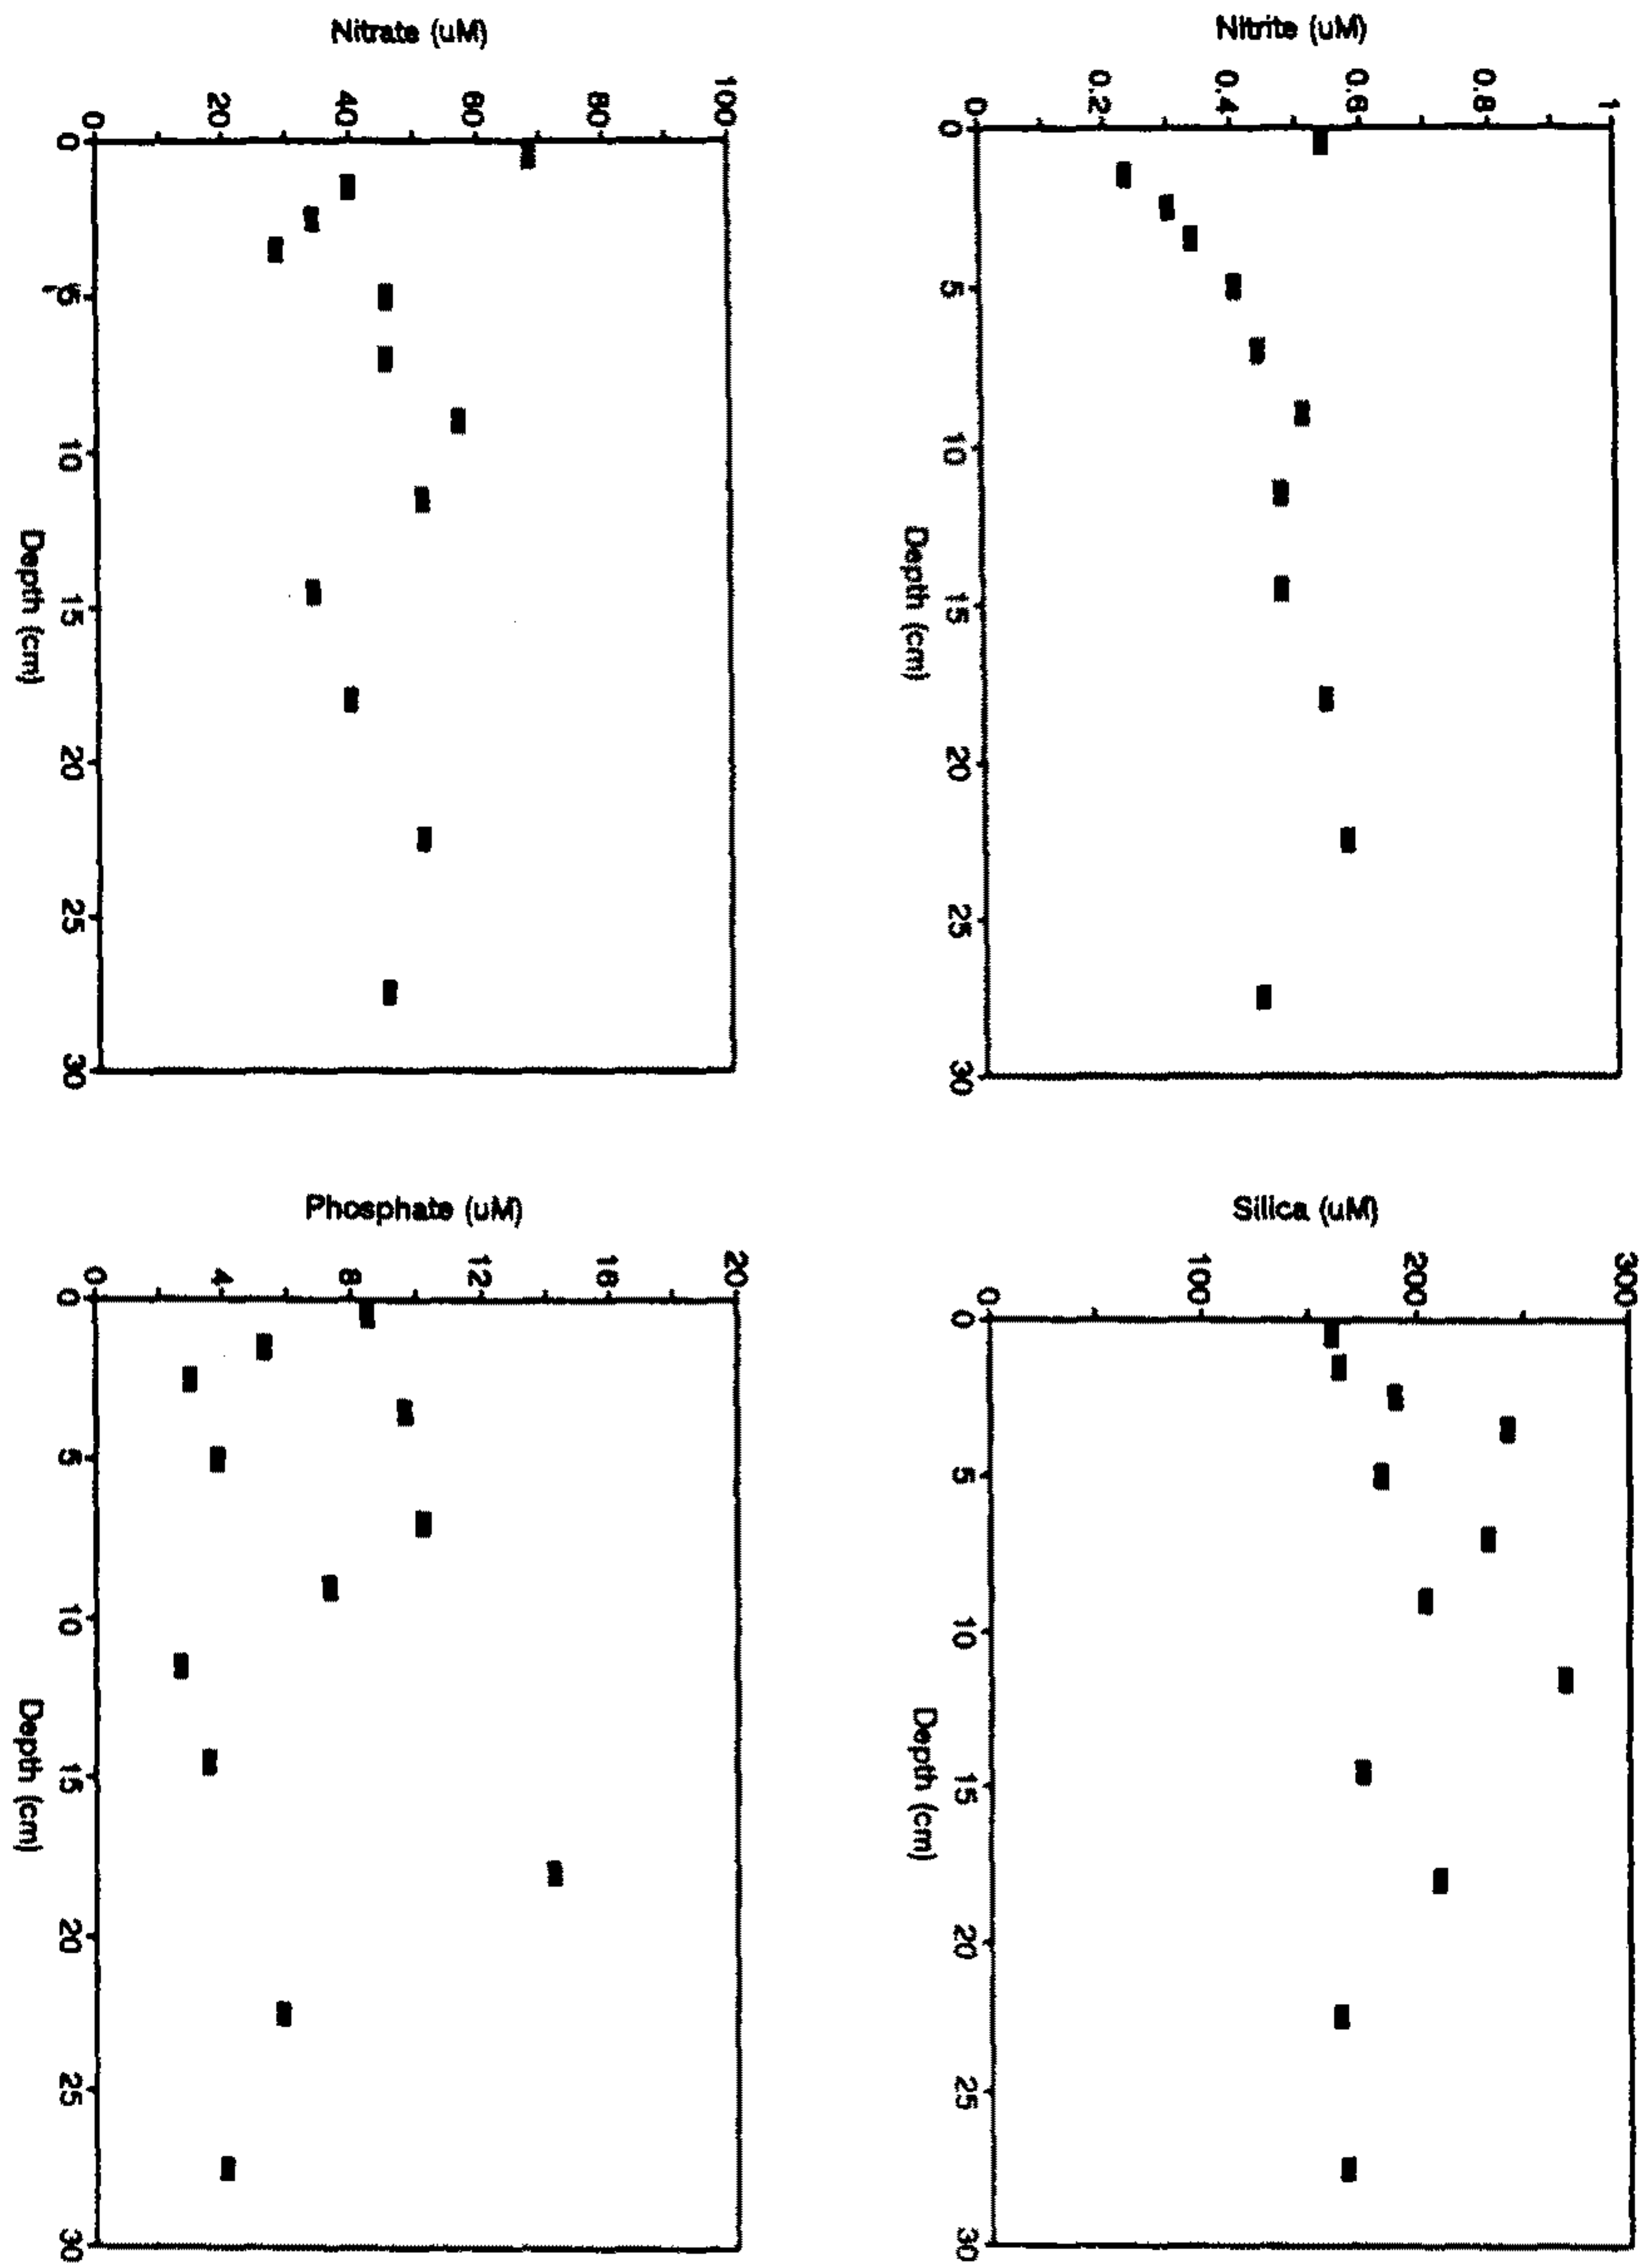 Nitrite (uM)
1
0.8
0.6
0.4
0.2
0
0 5 10 15 20 25 30
Depth (cm)
Silica (uM)
300
200
100
0
0 5 10 15 20 25 30
Depth (cm)
Nitrate (uM)
100
80
60
40
20
0
0 5 10 15 20 25 30
Depth (cm)
Phosphate (uM)
20
16
12
8
4
0
0 5 10 15 20 25 30
Depth (cm)